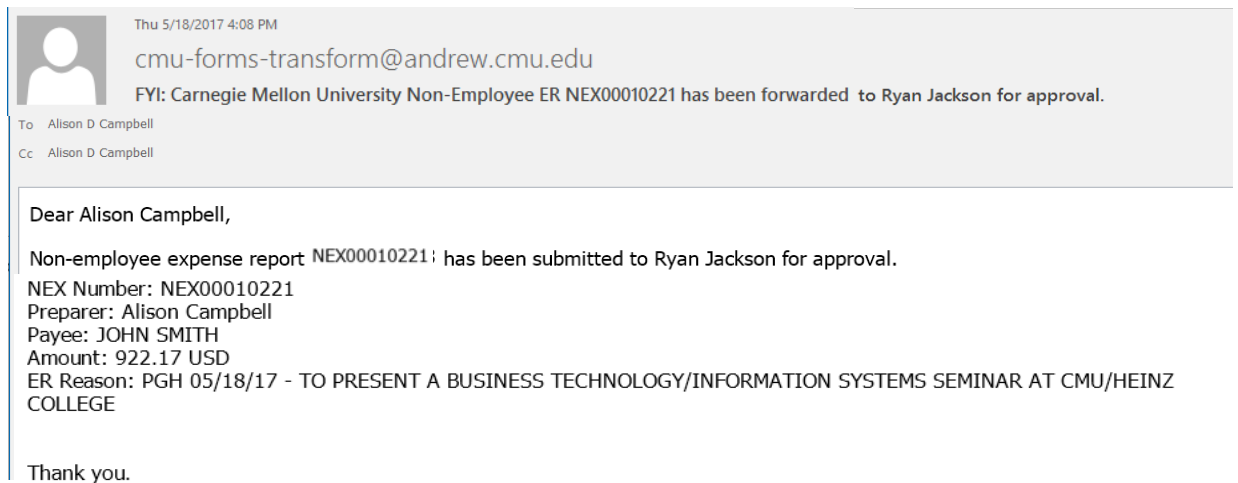 Thu 5/18/2017 4:08 PM
cmu-forms-transform@andrew.cmu.edu
FYI: Carnegie Mellon University Non-Employee ER NEX00010221 has been forwarded to Ryan Jackson for approval.
To Alison D Campbell
Cc Alison D Campbell
Dear Alison Campbell,
Non-employee expense report NEX00010221 has been submitted to Ryan Jackson for approval.
NEX Number: NEX00010221
Preparer: Alison Campbell
Payee: JOHN SMITH
Amount: 922.17 USD
ER Reason: PGH 05/18/17 - TO PRESENT A BUSINESS TECHNOLOGY/INFORMATION SYSTEMS SEMINAR AT CMU/HEINZ
COLLEGE
Thank you.